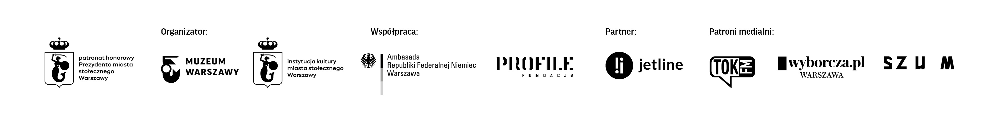 patronat honorowy
Prezydenta miasta
stołecznego
Warszawy
Organizator:
MUZEUM
WARSZAWY
instytucja kultury
miasta stołecznego
Warszawy
Współpraca:
Ambasada
Republiki Federalnej Niemiec
Warszawa
PROFILE
FUNDACJA
Partner:
jetline
Patroni medialni:
TOK FM
wyborcza.pl
WARSZAWA
SZUM